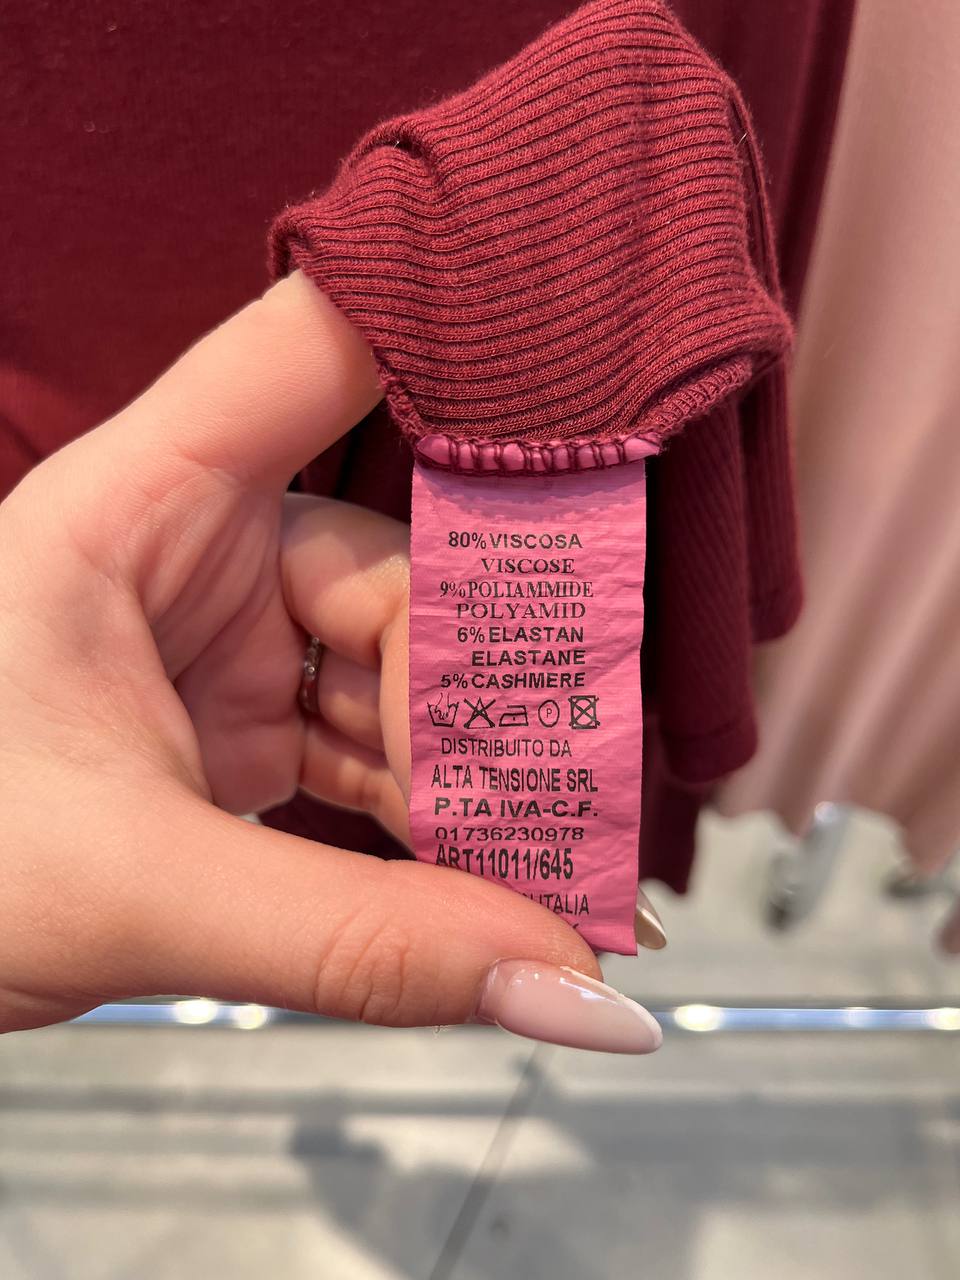 80% VISCOSA
VISCOSE
9% POLIAMMIDE
POLYAMID
6% ELASTAN
ELASTANE
5% CASHMERE
P
DISTRIBUITO DA
ALTA TENSIONE SRL
P.TA IVA-C.F.
01736230978
ART11011/645
ITALIA